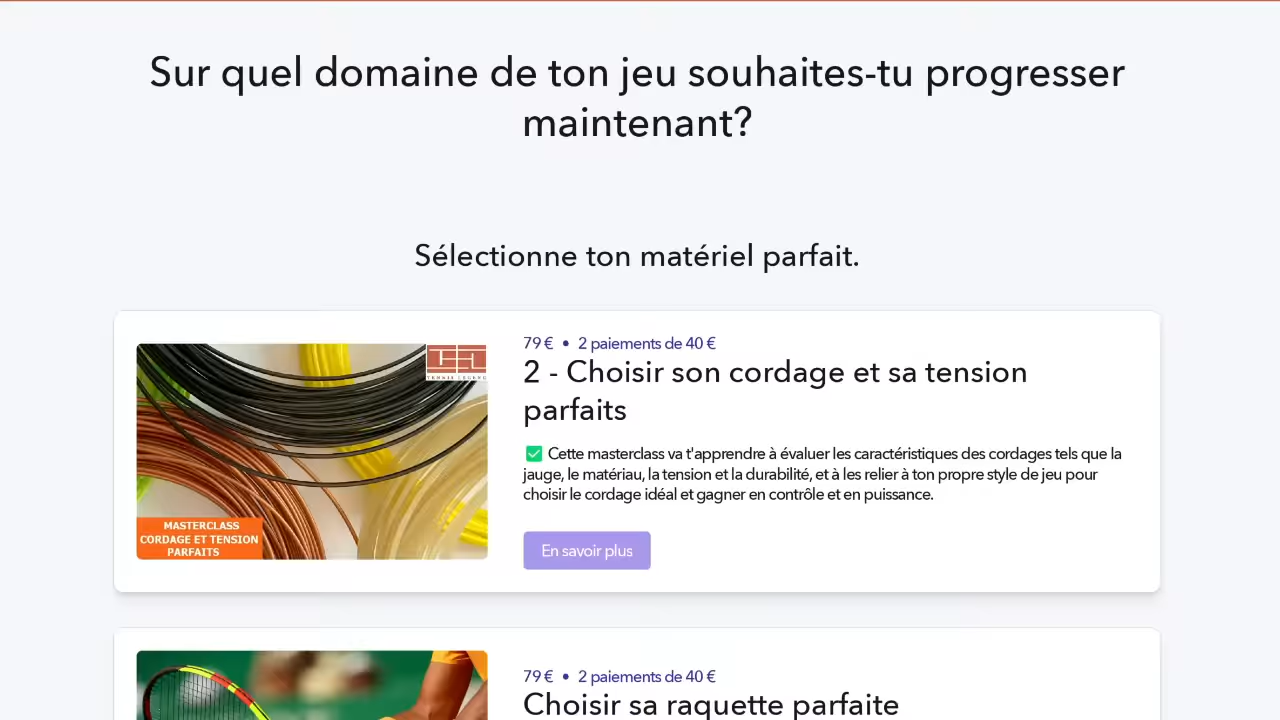 Sur quel domaine de ton jeu souhaites-tu progresser
maintenant?
Sélectionne ton matériel parfait.
TENNIS LEGEND
MASTERCLASS
CORDAGE ET TENSION
PARFAITS
79 € • 2 paiements de 40 €
2 - Choisir son cordage et sa tension
parfaits
✅ Cette masterclass va t'apprendre à évaluer les caractéristiques des cordages tels que la
jauge, le matériau, la tension et la durabilité, et à les relier à ton propre style de jeu pour
choisir le cordage idéal et gagner en contrôle et en puissance.
En savoir plus
79 € • 2 paiements de 40 €
Choisir sa raquette parfaite